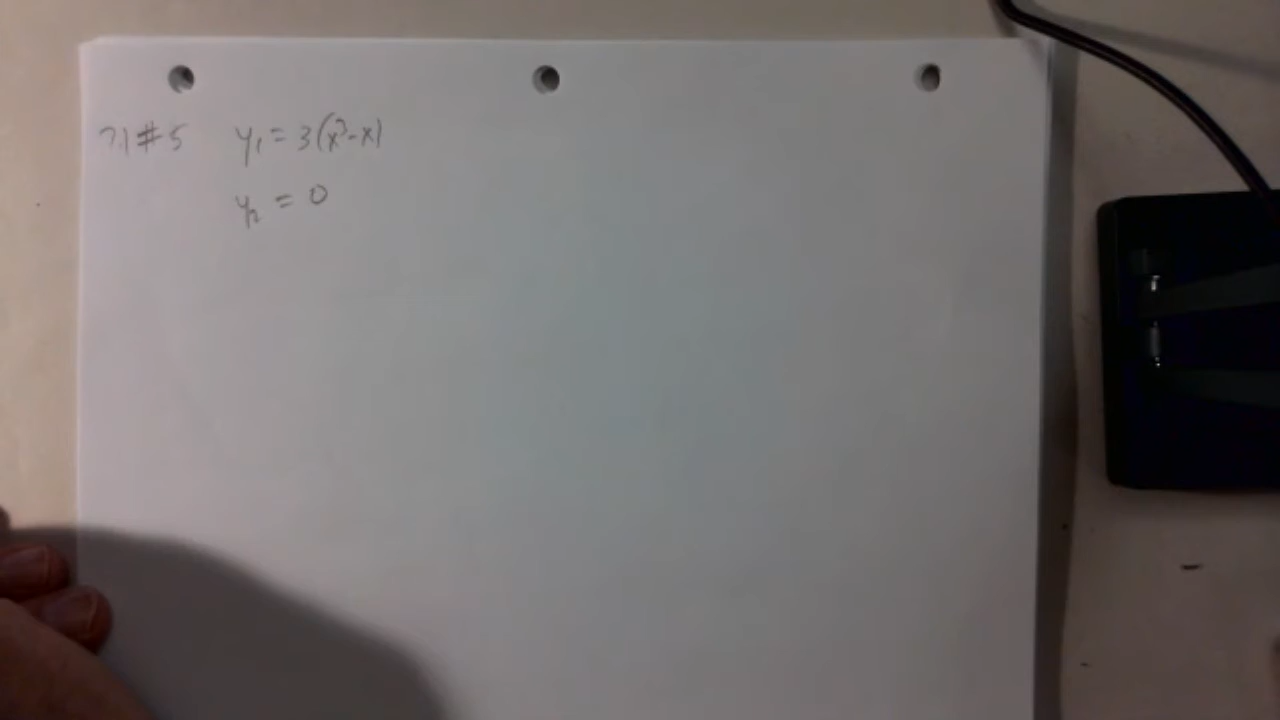 7.1 #5 y₁ = 3(x³-x)
y₂ = 0